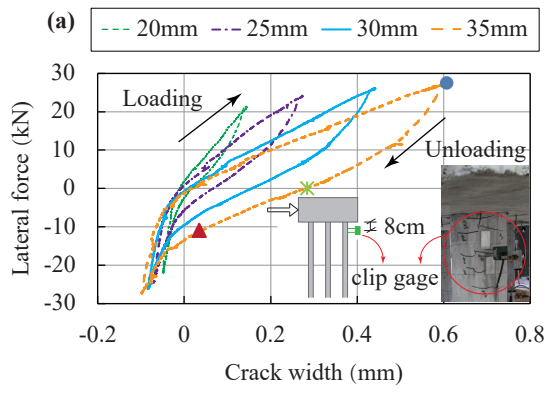 (a)
20mm 25mm 30mm 35mm
30
20
10
0
-10
-20
-30
Lateral force (kN)
Loading
Unloading
8cm
clip gage
-0.2 0 0.2 0.4 0.6 0.8
Crack width (mm)